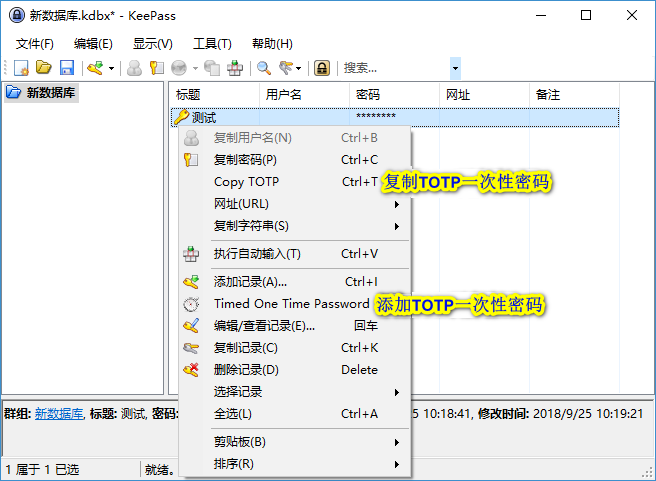 新数据库.kdbx* - KeePass
文件(F) 编辑(E) 显示(V) 工具(T) 帮助(H)
搜索...
新数据库
标题 用户名 密码 网址 备注
测试 ********
复制用户名(N) Ctrl+B
复制密码(P) Ctrl+C
Copy TOTP Ctrl+T 复制TOTP一次性密码
网址(URL)
复制字符串(S)
执行自动输入(T) Ctrl+V
添加记录(A)... Ctrl+I
Timed One Time Password 添加TOTP一次性密码
编辑/查看记录(E)... 回车
复制记录(C) Ctrl+K
删除记录(D) Delete
选择记录
全选(L) Ctrl+A
群组: 新数据库, 标题: 测试, 密码: 5 10:18:41, 修改时间: 2018/9/25 10:19:21
剪贴板(B)
排序(R)
1 属于 1 已选 就绪。